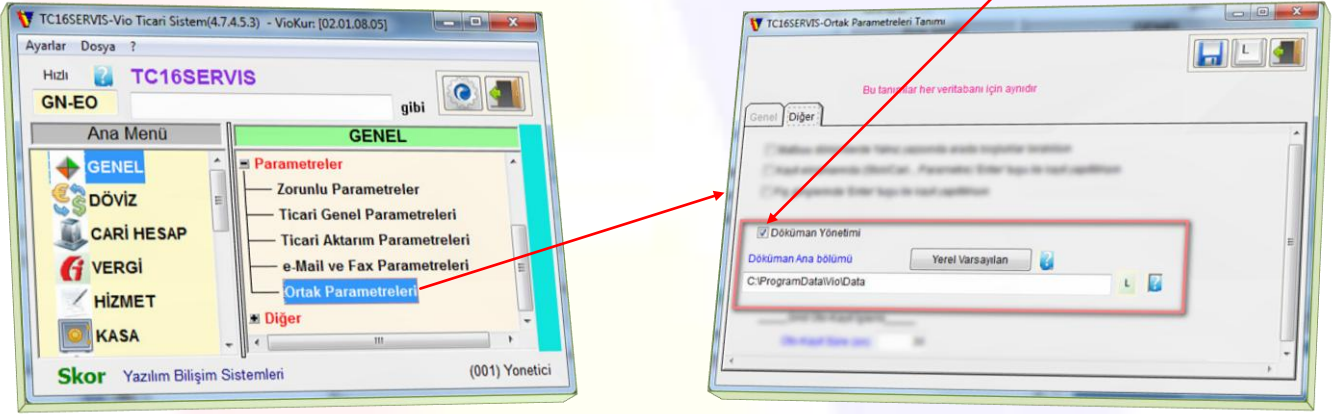 TC16SERVIS-Vio Ticari Sistem(4.7.4.5.3) - VioKur: [02.01.08.05]
Ayarlar Dosya ?
Hızlı TC16SERVIS
GN-EO gibi
Ana Menü
GENEL
DÖVİZ
CARİ HESAP
VERGİ
HİZMET
KASA
GENEL
Parametreler
Zorunlu Parametreler
Ticari Genel Parametreleri
Ticari Aktarım Parametreleri
e-Mail ve Fax Parametreleri
Ortak Parametreleri
Diğer
Skor Yazılım Bilişim Sistemleri (001) Yonetici
TC16SERVIS-Ortak Parametreleri Tanımı
L
Bu tanımlar her veritabanı için aynıdır
Genel Diğer
Döküman Yönetimi
Döküman Ana bölümü Yerel Varsayılan
C:\ProgramData\Vio\Data L